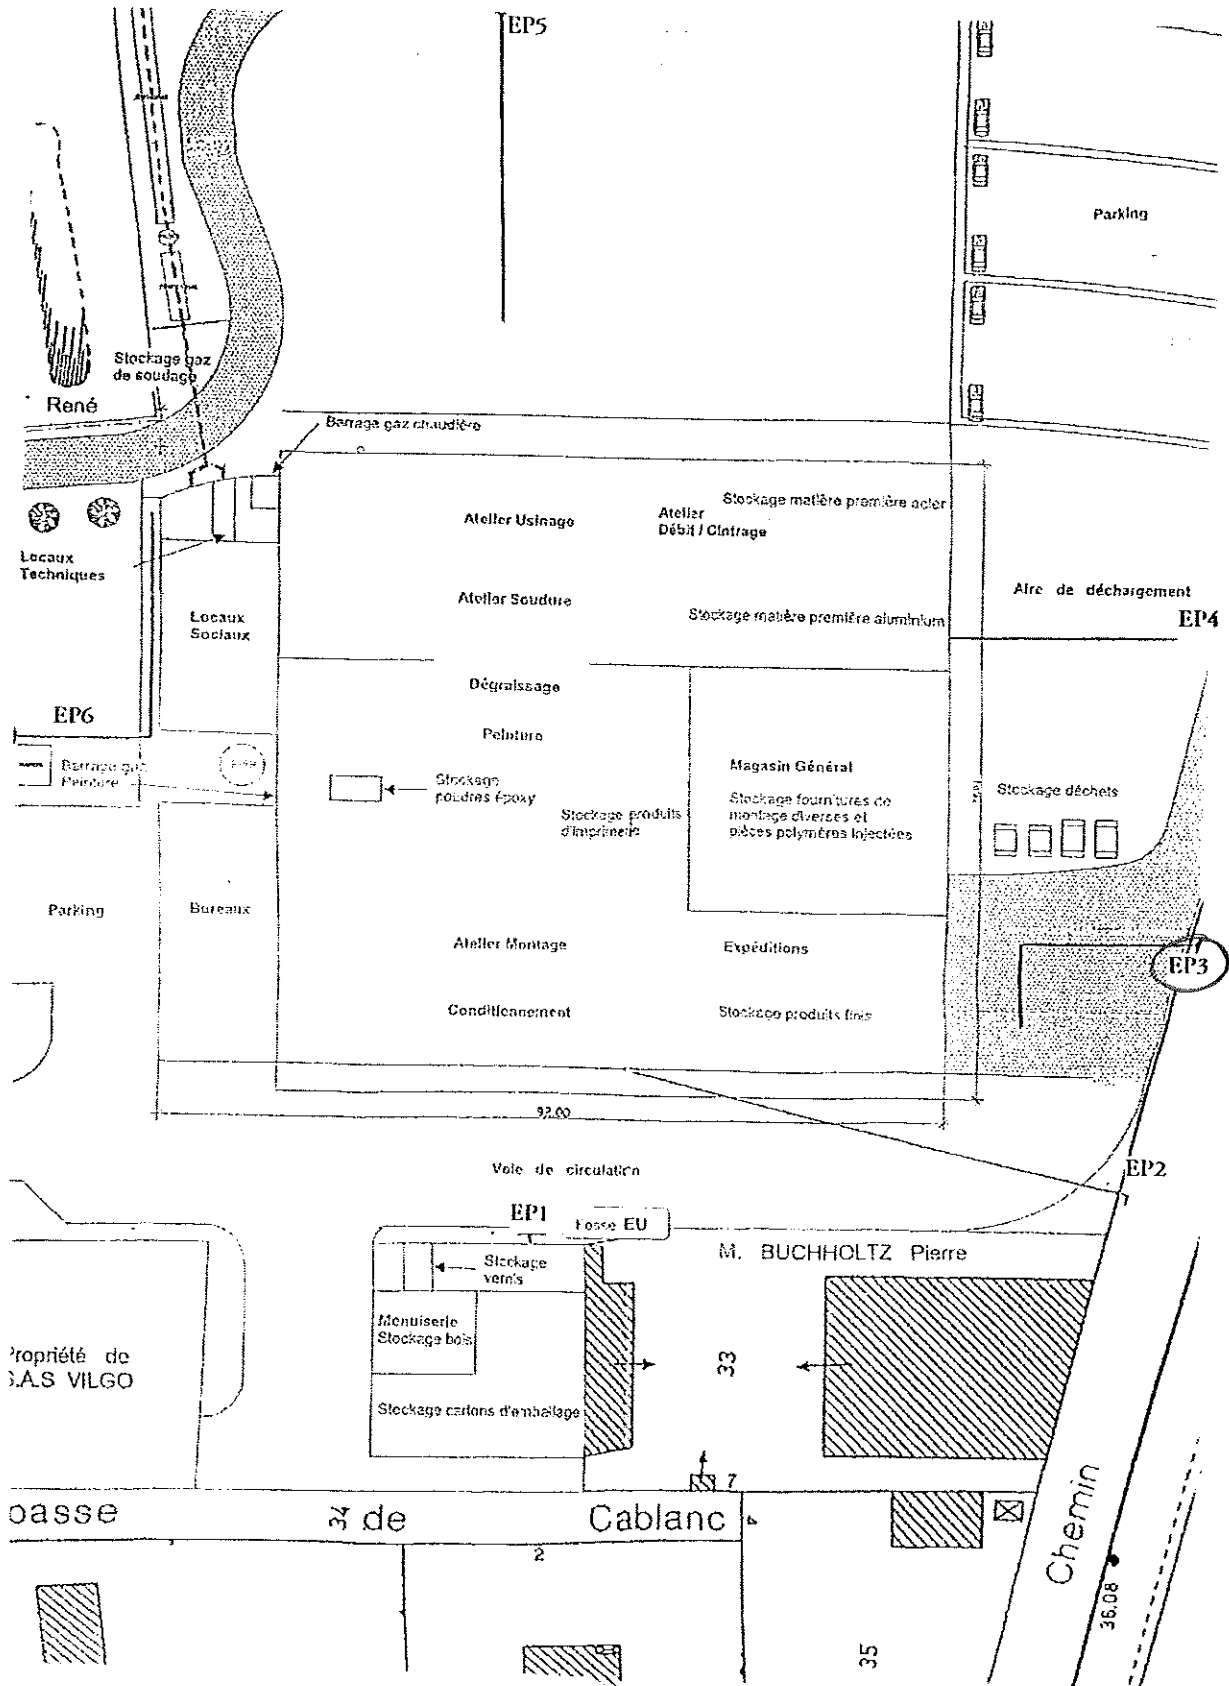 EP5
Parking
Stockage gaz
de soudage
René
Barrage gaz chaudière
Stockage matière première acier
Atelier Usinage
Atelier
Débit / Cintrage
Locaux
Techniques
Atelier Soudure
Locaux
Sociaux
Stockage matière première aluminium
Aire de déchargement
EP4
Dégraissage
EP6
Peinture
Barrage gaz
Peinture
Magasin Général
Stockage
poudres époxy
Stockage produits
d'imprimerie
Stockage fournitures de
montage diverses et
pièces polymères injectées
Stockage déchets
Parking
Bureaux
Atelier Montage
Expéditions
EP3
Conditionnement
Stockage produits finis
92.00
Voie de circulation
EP2
EP1
Fosse EU
M. BUCHHOLTZ Pierre
Stockage
vernis
Menuiserie
Stockage bois
33
Propriété de
S.A.S VILGO
Stockage cartons d'emballage
7
passe
34
de
Cablanc
4
2
Chemin
36.08
35